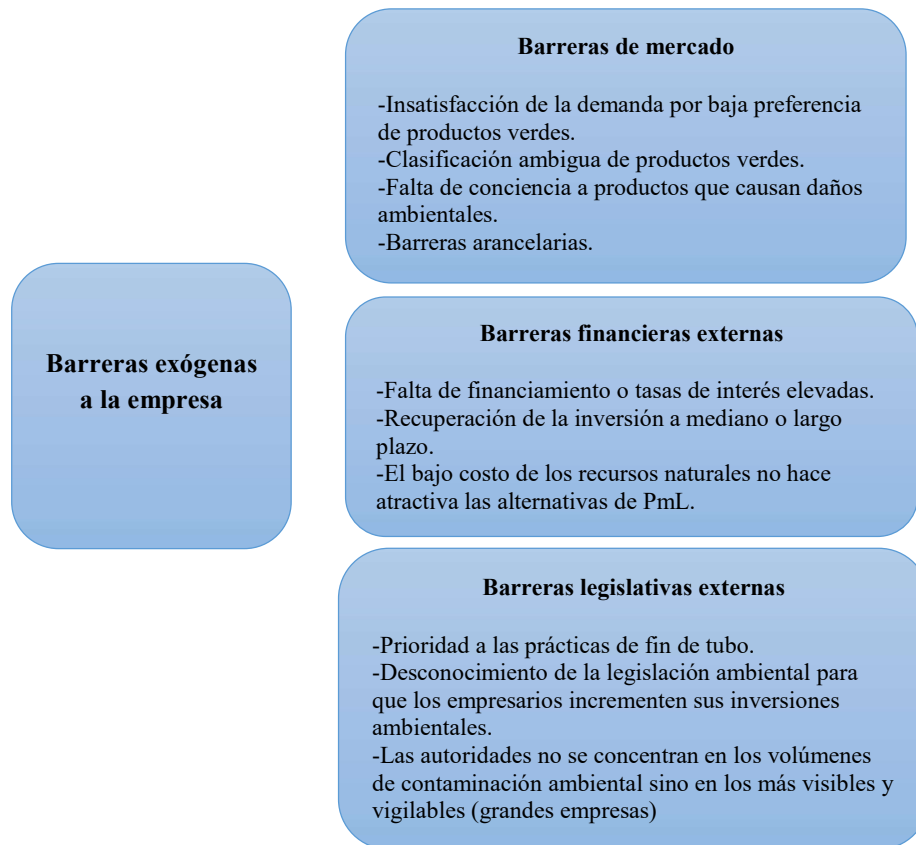 Barreras de mercado
-Insatisfacción de la demanda por baja preferencia
de productos verdes.
-Clasificación ambigua de productos verdes.
-Falta de conciencia a productos que causan daños
ambientales.
-Barreras arancelarias.
Barreras exógenas
a la empresa
Barreras financieras externas
-Falta de financiamiento o tasas de interés elevadas.
-Recuperación de la inversión a mediano o largo
plazo.
-El bajo costo de los recursos naturales no hace
atractiva las alternativas de PmL.
Barreras legislativas externas
-Prioridad a las prácticas de fin de tubo.
-Desconocimiento de la legislación ambiental para
que los empresarios incrementen sus inversiones
ambientales.
-Las autoridades no se concentran en los volúmenes
de contaminación ambiental sino en los más visibles y
vigilables (grandes empresas)